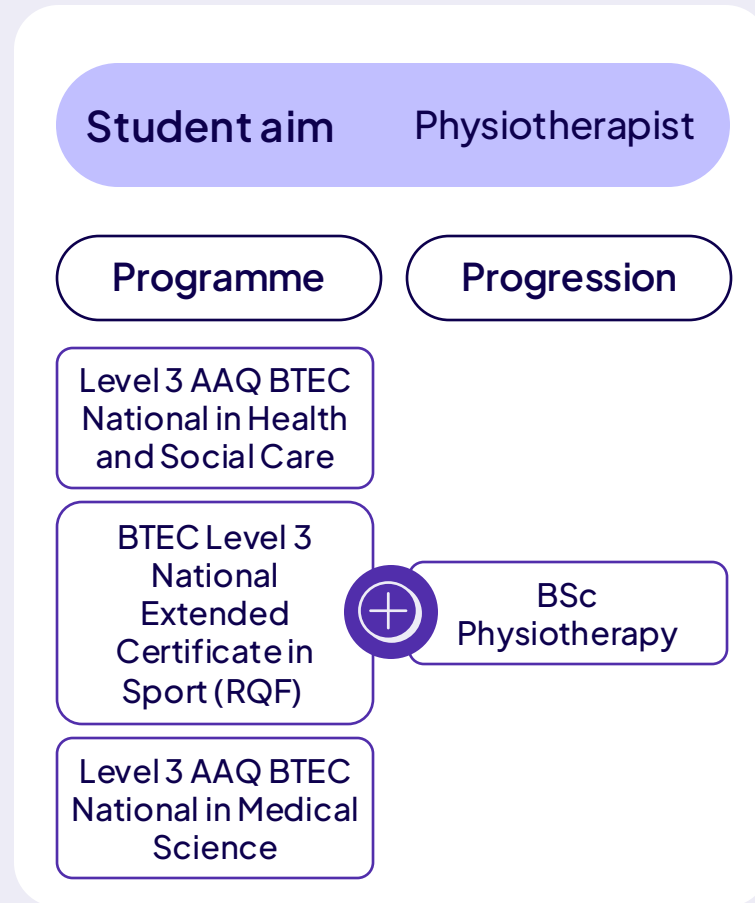 Student aim
Physiotherapist
Programme
Progression
Level 3 AAQ BTEC
National in Health
and Social Care
BTEC Level 3
National
Extended
Certificate in
Sport (RQF)
BSc
Physiotherapy
Level 3 AAQ BTEC
National in Medical
Science